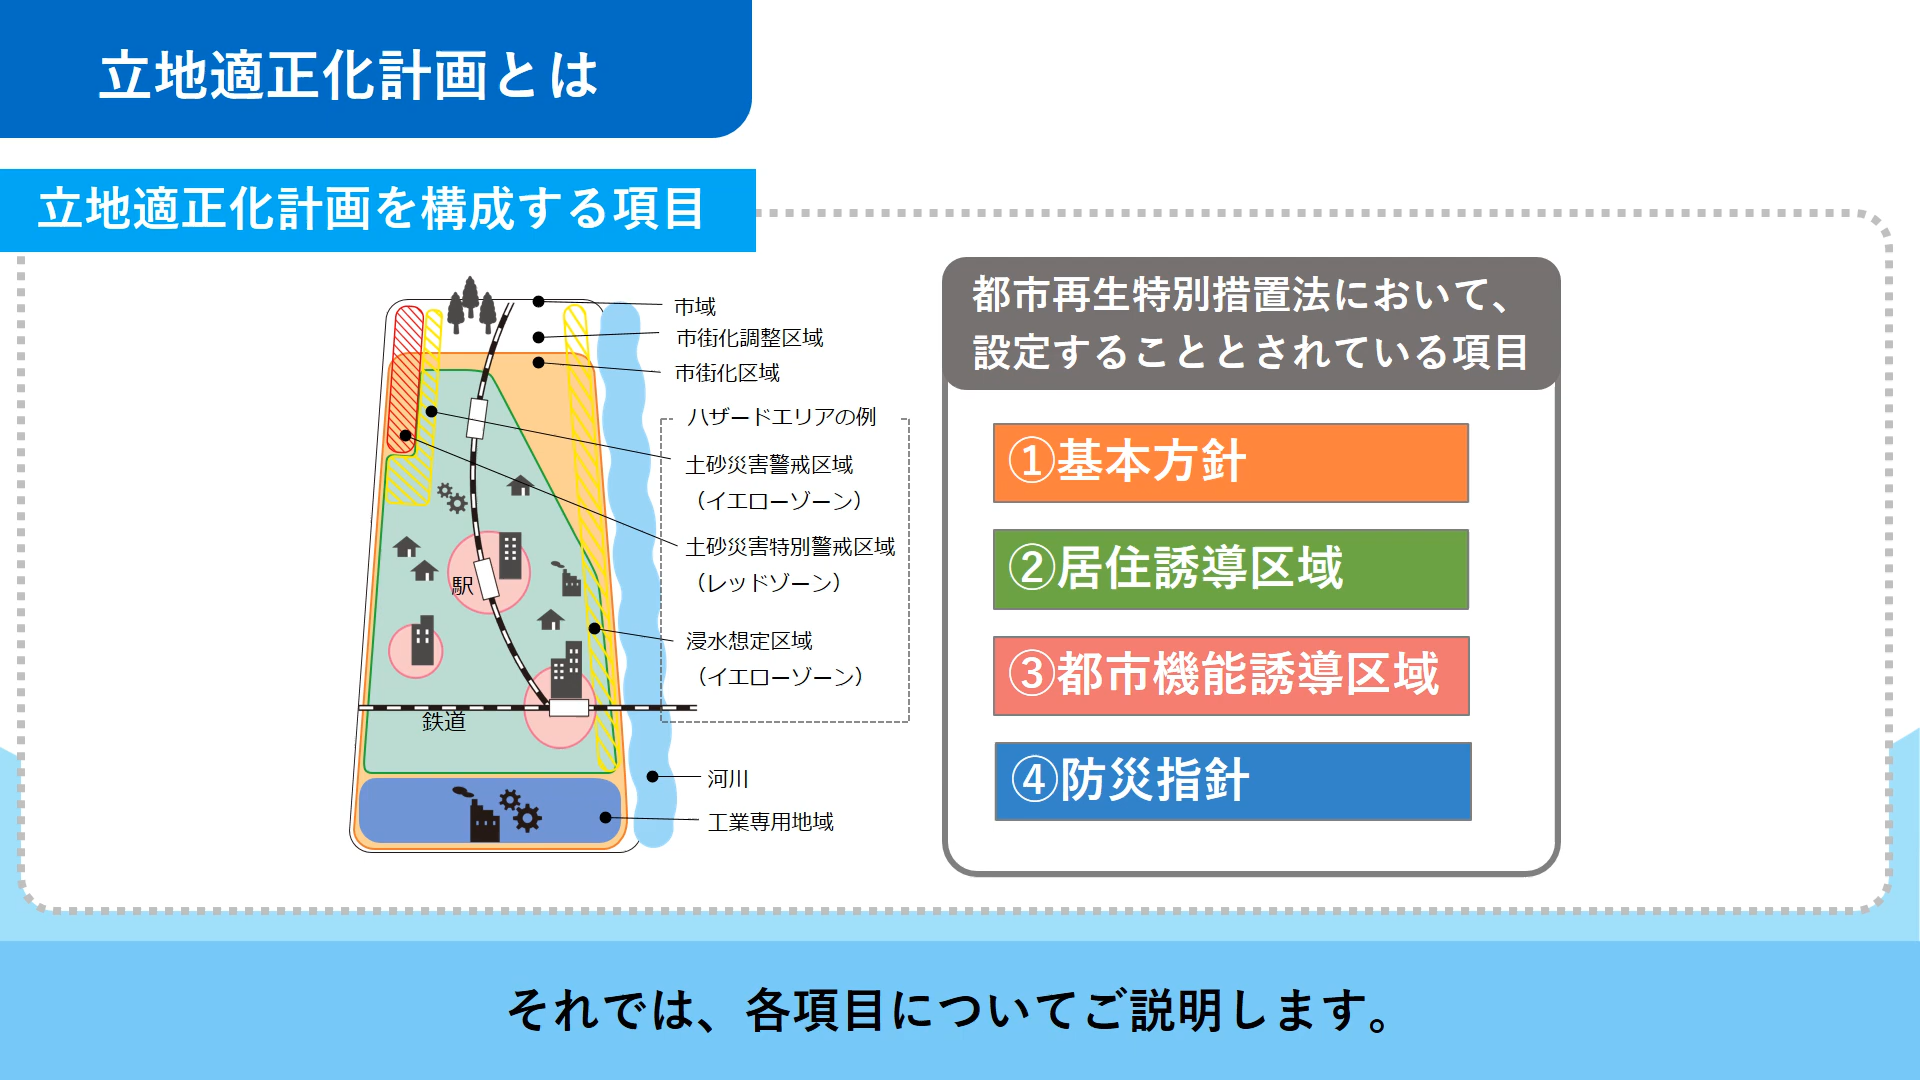 立地適正化計画とは
立地適正化計画を構成する項目
市域
市街化調整区域
市街化区域
ハザードエリアの例
土砂災害警戒区域
（イエローゾーン）
土砂災害特別警戒区域
（レッドゾーン）
浸水想定区域
（イエローゾーン）
駅
鉄道
河川
工業専用地域
都市再生特別措置法において、
設定することとされている項目
①基本方針
②居住誘導区域
③都市機能誘導区域
④防災指針
それでは、各項目についてご説明します。